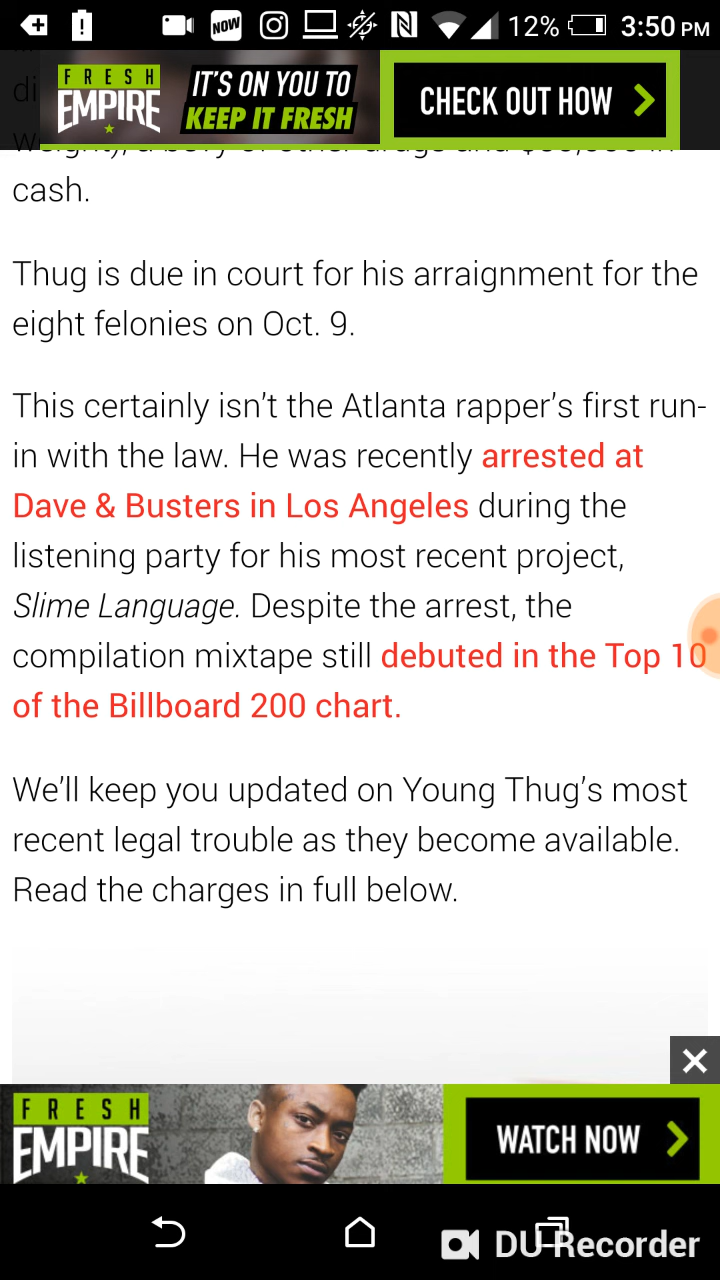 NOW
12%
3:50 PM
di
FRESH
EMPIRE
IT'S ON YOU TO
KEEP IT FRESH
CHECK OUT HOW
cash.
Thug is due in court for his arraignment for the
eight felonies on Oct. 9.
This certainly isn't the Atlanta rapper's first run-
in with the law. He was recently arrested at
Dave & Busters in Los Angeles during the
listening party for his most recent project,
Slime Language. Despite the arrest, the
compilation mixtape still debuted in the Top 10
of the Billboard 200 chart.
We'll keep you updated on Young Thug's most
recent legal trouble as they become available.
Read the charges in full below.
FRESH
EMPIRE
WATCH NOW
DU Recorder